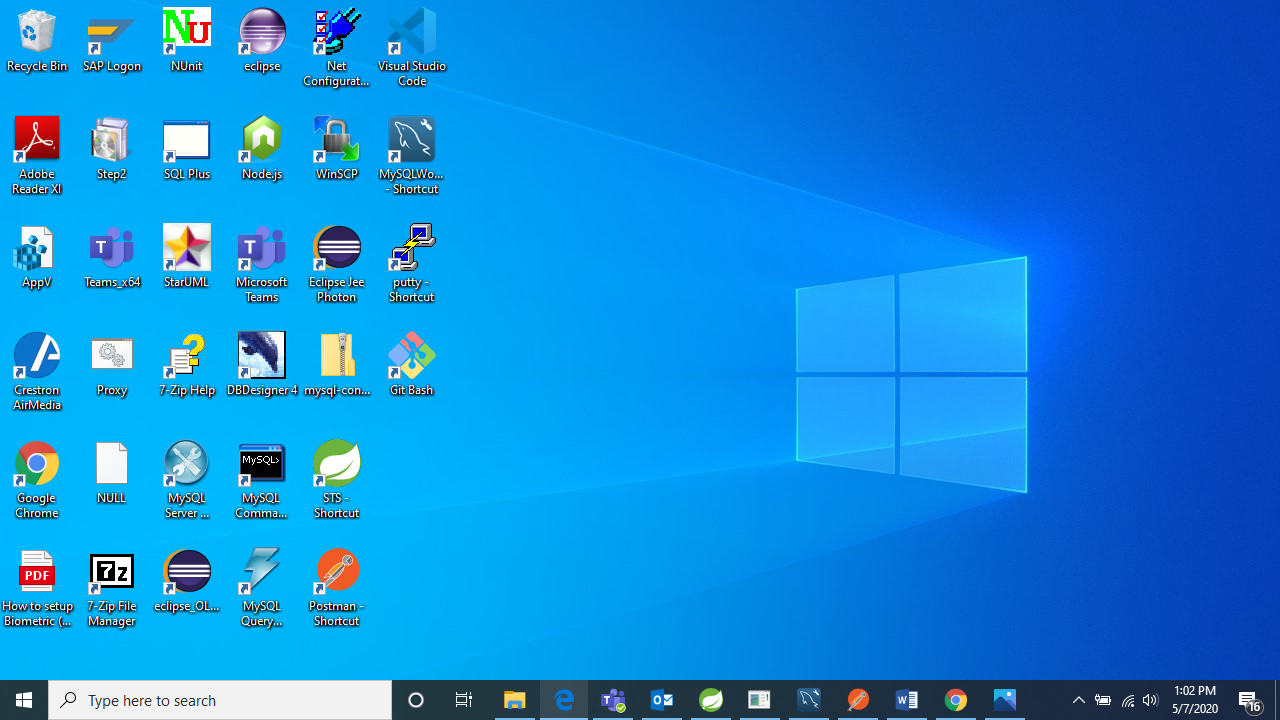 Recycle Bin
SAP Logon
NU
NUnit
eclipse
Net
Configurat...
Visual Studio
Code
Adobe
Reader XI
Step2
SQL Plus
Node.js
WinSCP
MySQLWo...
- Shortcut
AppV
T
Teams_x64
StarUML
T
Microsoft
Teams
Eclipse Jee
Photon
putty -
Shortcut
Crestron
AirMedia
Proxy
7-Zip Help
DBDesigner 4
mysql-con...
Git Bash
Google
Chrome
NULL
MySQL
Server ...
MySQL>
MySQL
Comma...
STS -
Shortcut
PDF
How to setup
Biometric (...
7z
7-Zip File
Manager
eclipse_OL...
MySQL
Query...
Postman -
Shortcut
Type here to search
1:02 PM
5/7/2020
16